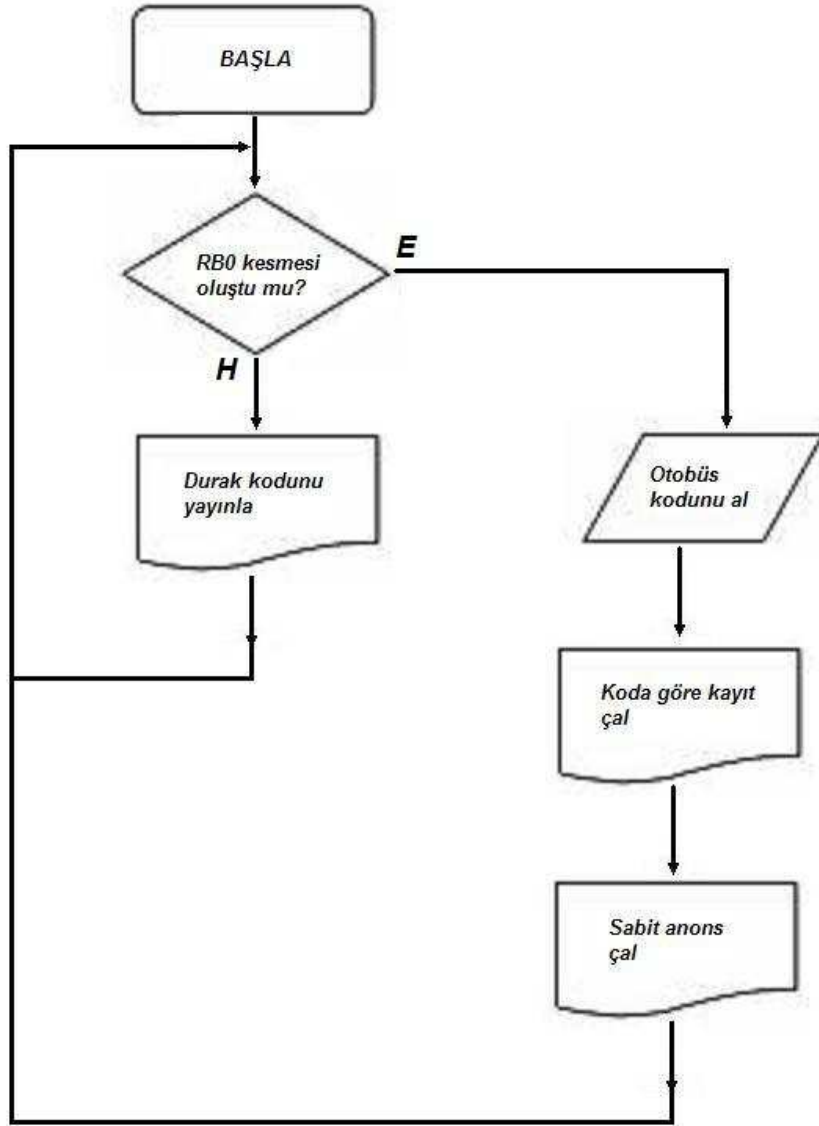 BAŞLA
RB0 kesmesi
oluştu mu?
E
H
Durak kodunu
yayınla
Otobüs
kodunu al
Koda göre kayıt
çal
Sabit anons
çal